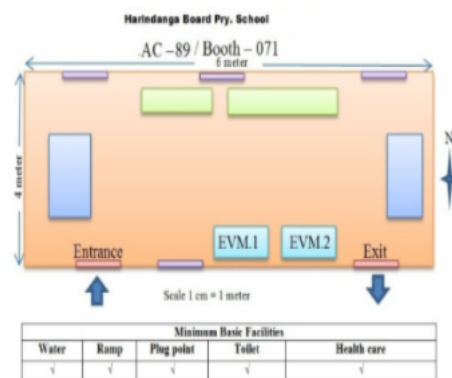 Harindanga Board Pry. School
AC –89 / Booth – 071
6 meter
4 meter
N
EVM.1 EVM.2
Entrance Exit
Scale 1 cm = 1 meter
Minimum Basic Facilities
Water Ramp Plug point Toilet Health care
√ √ √ √ √